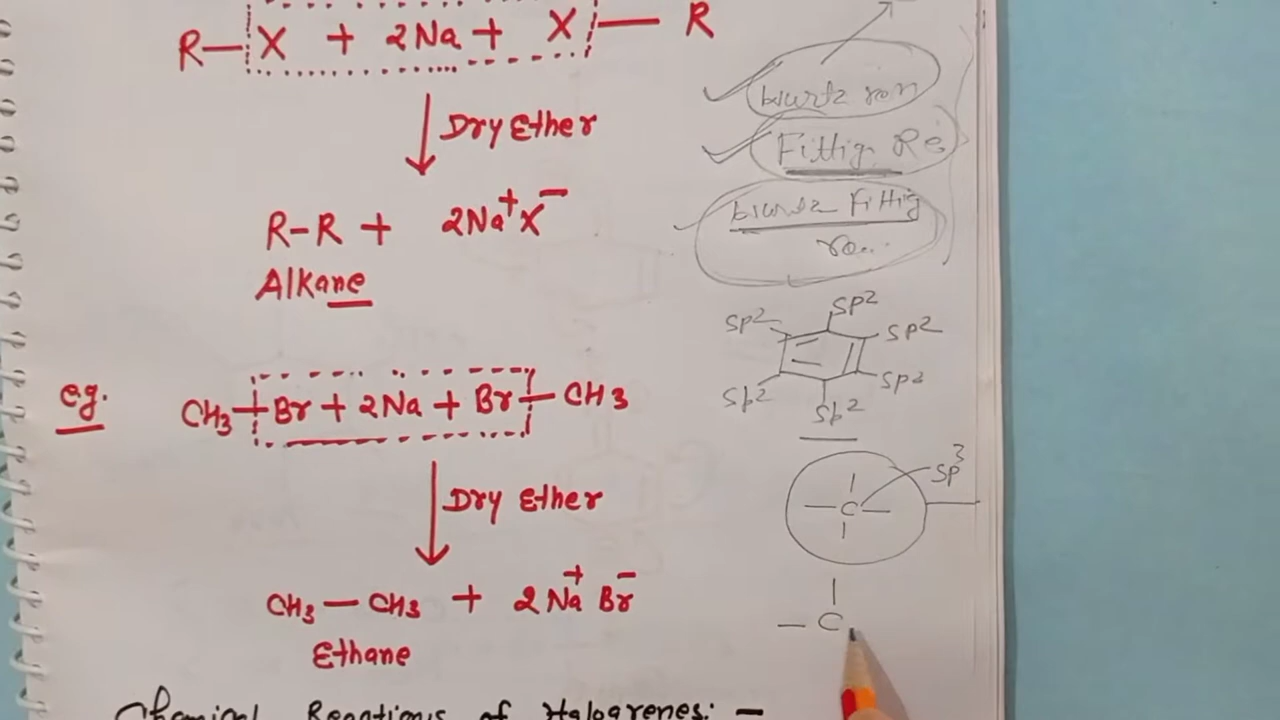 R—X + 2Na + X—R
Dry Ether
R-R + 2Na⁺X⁻
Alkane
e.g. CH3—Br + 2Na + Br—CH3
Dry Ether
CH3—CH3 + 2Na⁺Br⁻
Ethane
Chemical Reactions of Haloarenes: —
wurtz rxn
Fittig Re
wurtz Fittig
SP2
SP2
SP2
SP2
SP2
SP2
—C—
SP3
—C